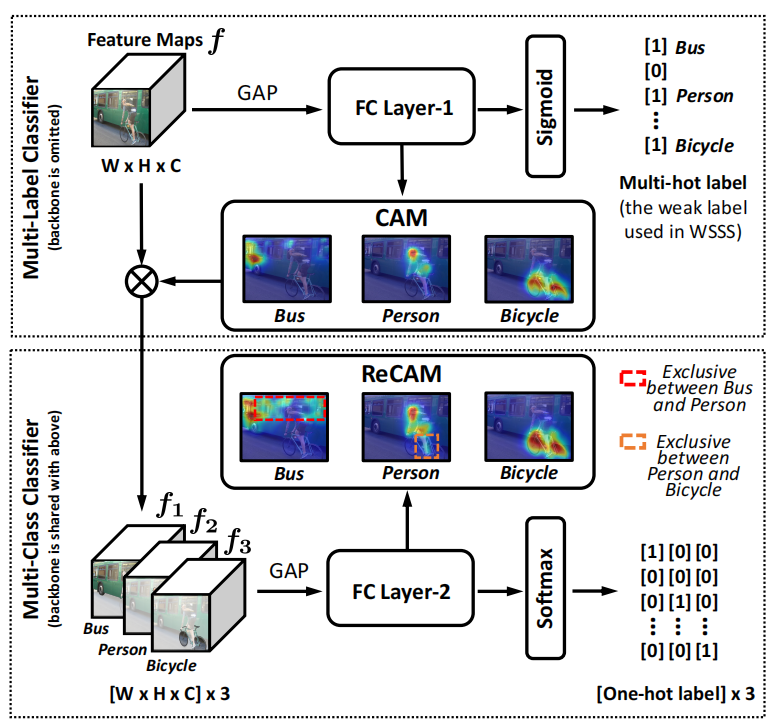 Multi-Label Classifier
(backbone is omitted)
Feature Maps f
W x H x C
GAP
FC Layer-1
Sigmoid
[1] Bus
[0]
[1] Person
⋮
[1] Bicycle
Multi-hot label
(the weak label
used in WSSS)
CAM
Bus
Person
Bicycle
Multi-Class Classifier
(backbone is shared with above)
ReCAM
Bus
Person
Bicycle
Exclusive
between Bus
and Person
Exclusive
between
Person and
Bicycle
f1
f2
f3
Bus
Person
Bicycle
[W x H x C] x 3
GAP
FC Layer-2
Softmax
[1] [0] [0]
[0] [0] [0]
[0] [1] [0]
⋮ ⋮ ⋮
[0] [0] [1]
[One-hot label] x 3